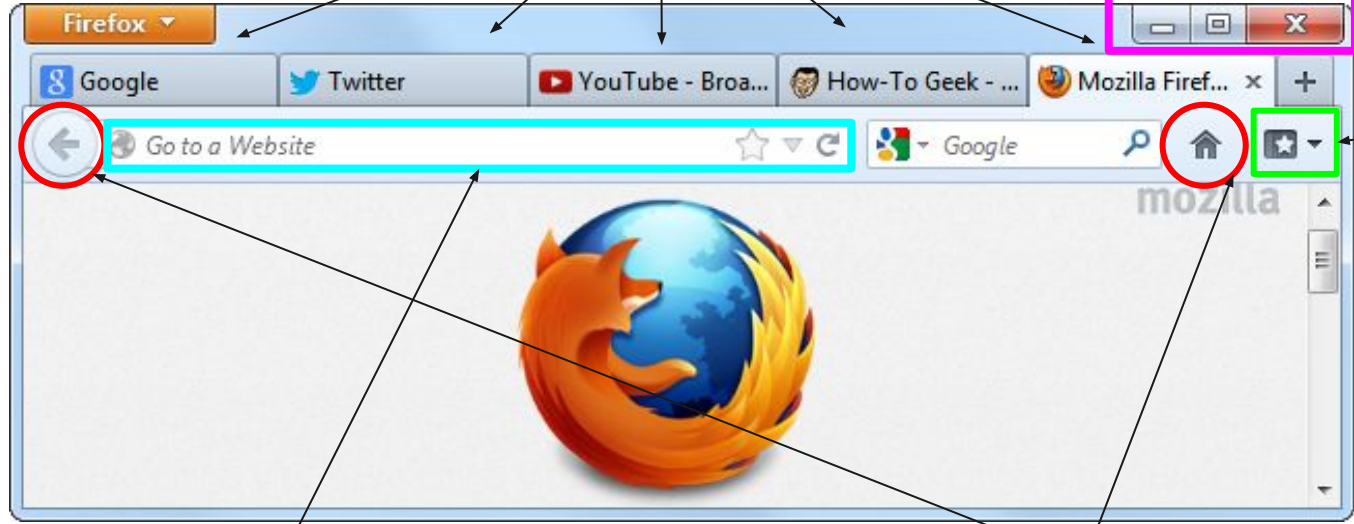 Firefox
Google
Twitter
YouTube - Broa...
How-To Geek - ...
Mozilla Firef...
Go to a Website
Google
mozilla